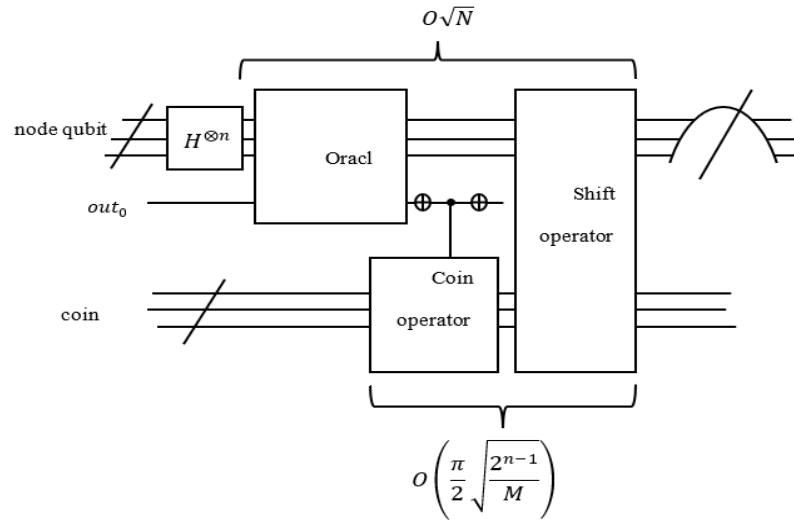 O√N
node qubit
H^{⊗n}
Oracl
out₀
Shift
operator
Coin
operator
coin
O(π/2 √(2^{n-1}/M))